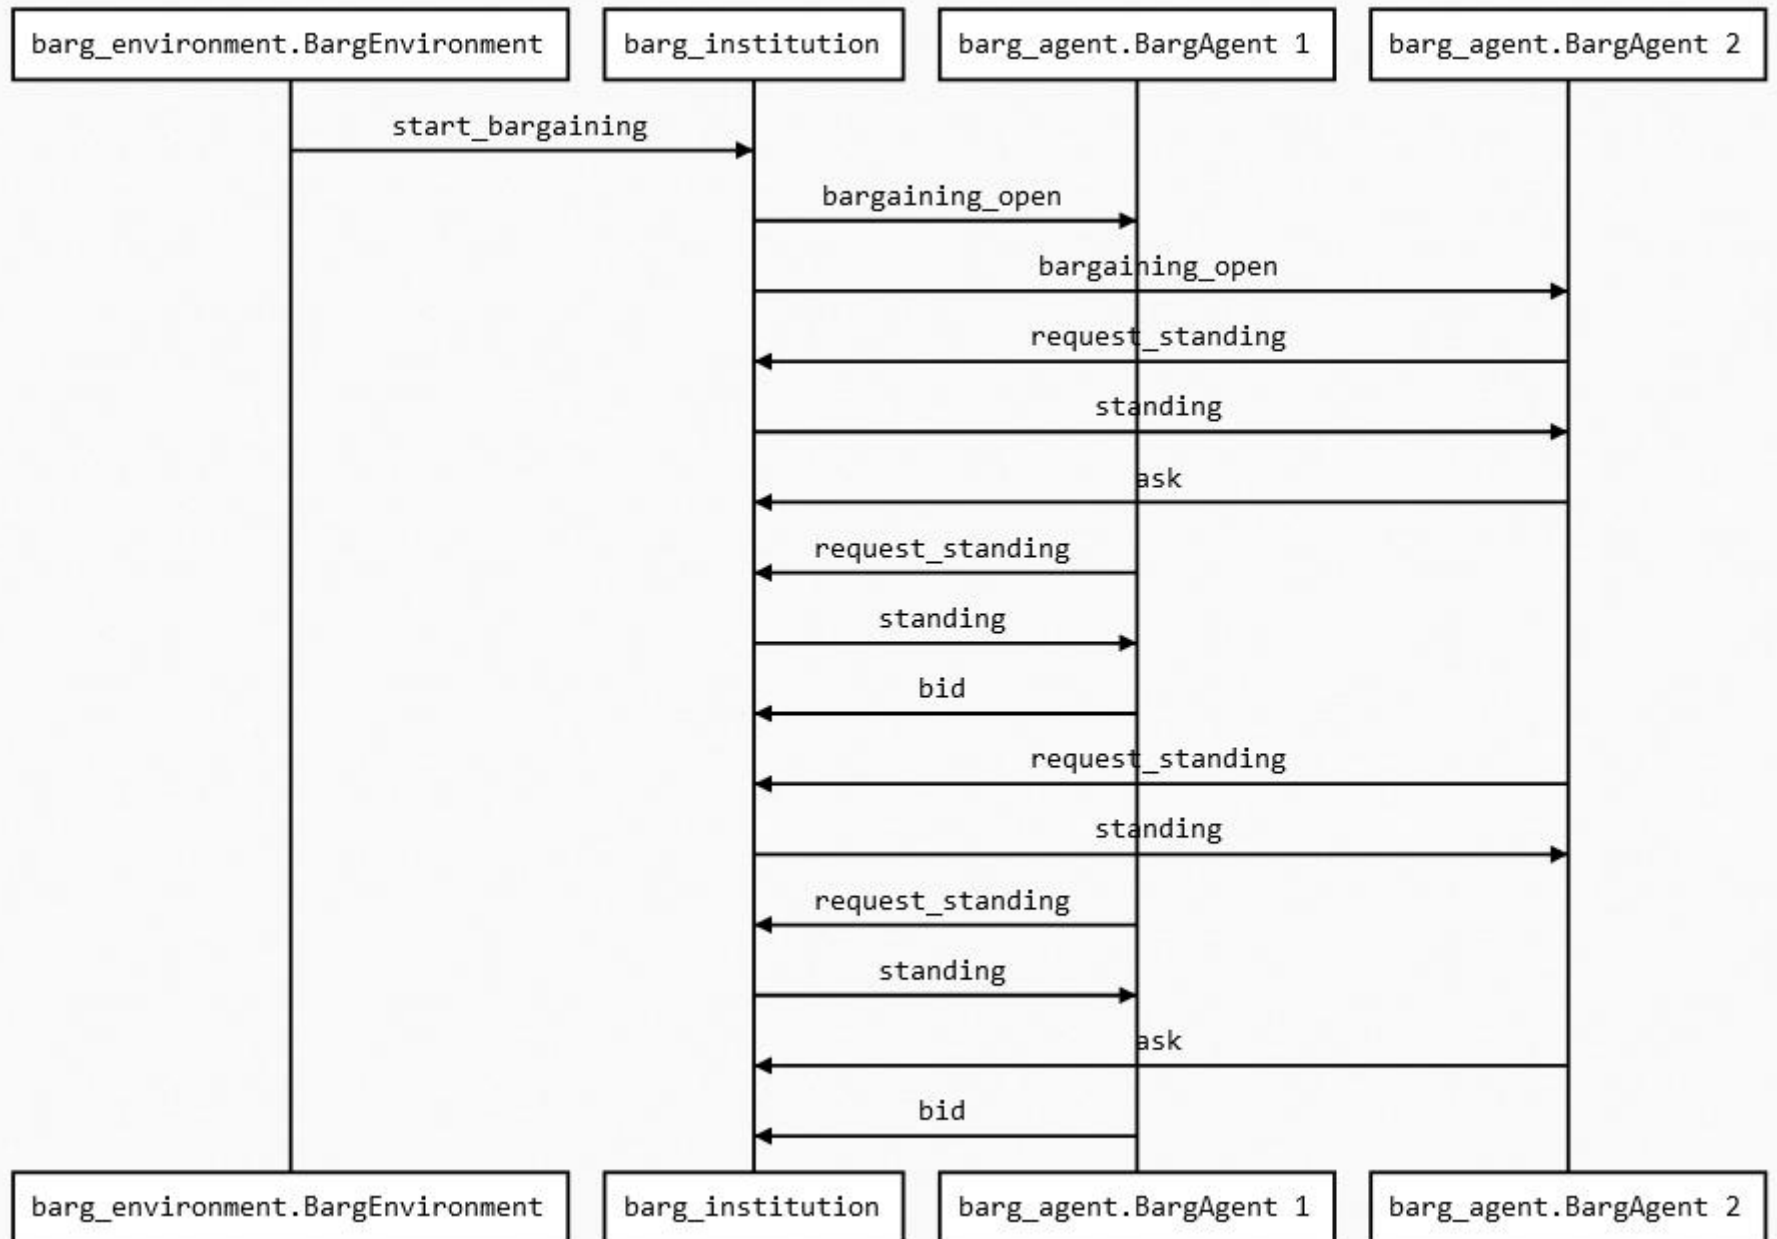 barg_environment.BargEnvironment barg_institution barg_agent.BargAgent 1 barg_agent.BargAgent 2
start_bargaining
bargaining_open
bargaining_open
request_standing
standing
ask
request_standing
standing
bid
request_standing
standing
request_standing
standing
ask
bid
barg_environment.BargEnvironment barg_institution barg_agent.BargAgent 1 barg_agent.BargAgent 2